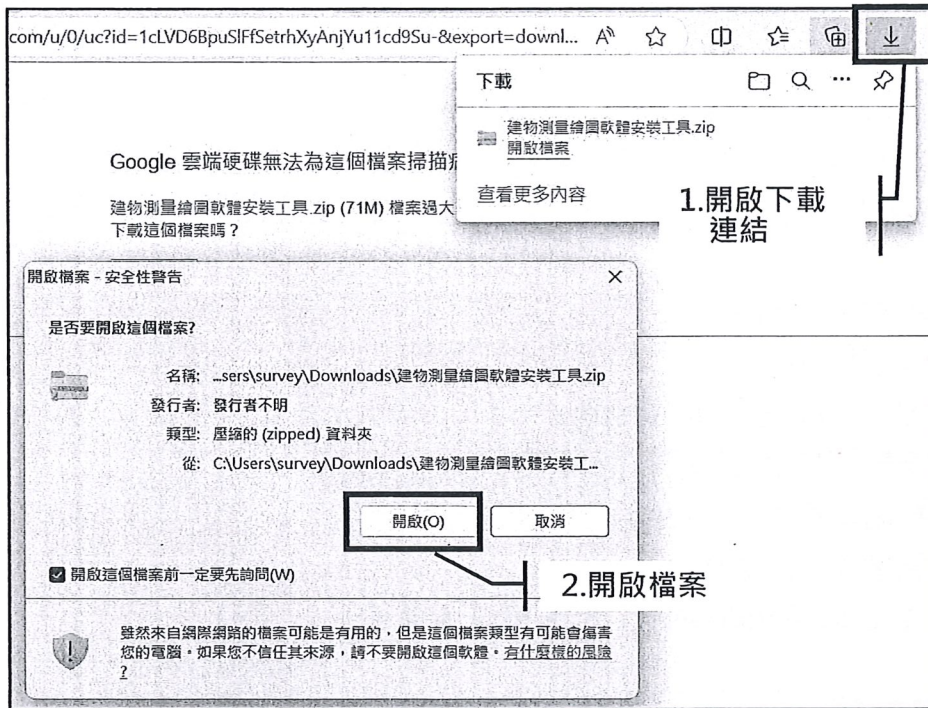 com/u/0/uc?id=1cLVD6BpuSlFfSetrhXyAnjYu11cd9Su-&export=downl...
下載
建物測量繪圖軟體安裝工具.zip
開啟檔案
查看更多內容
1.開啟下載
連結
Google 雲端硬碟無法為這個檔案掃描
建物測量繪圖軟體安裝工具.zip (71M) 檔案過大
下載這個檔案嗎？
開啟檔案 - 安全性警告
是否要開啟這個檔案?
名稱: ...sers\survey\Downloads\建物測量繪圖軟體安裝工具.zip
發行者: 發行者不明
類型: 壓縮的 (zipped) 資料夾
從: C:\Users\survey\Downloads\建物測量繪圖軟體安裝工...
開啟(O)
取消
開啟這個檔案前一定要先詢問(W)
2.開啟檔案
雖然來自網際網路的檔案可能是有用的，但是這個檔案類型有可能會傷害
您的電腦。如果您不信任其來源，請不要開啟這個軟體。有什麼樣的風險
?